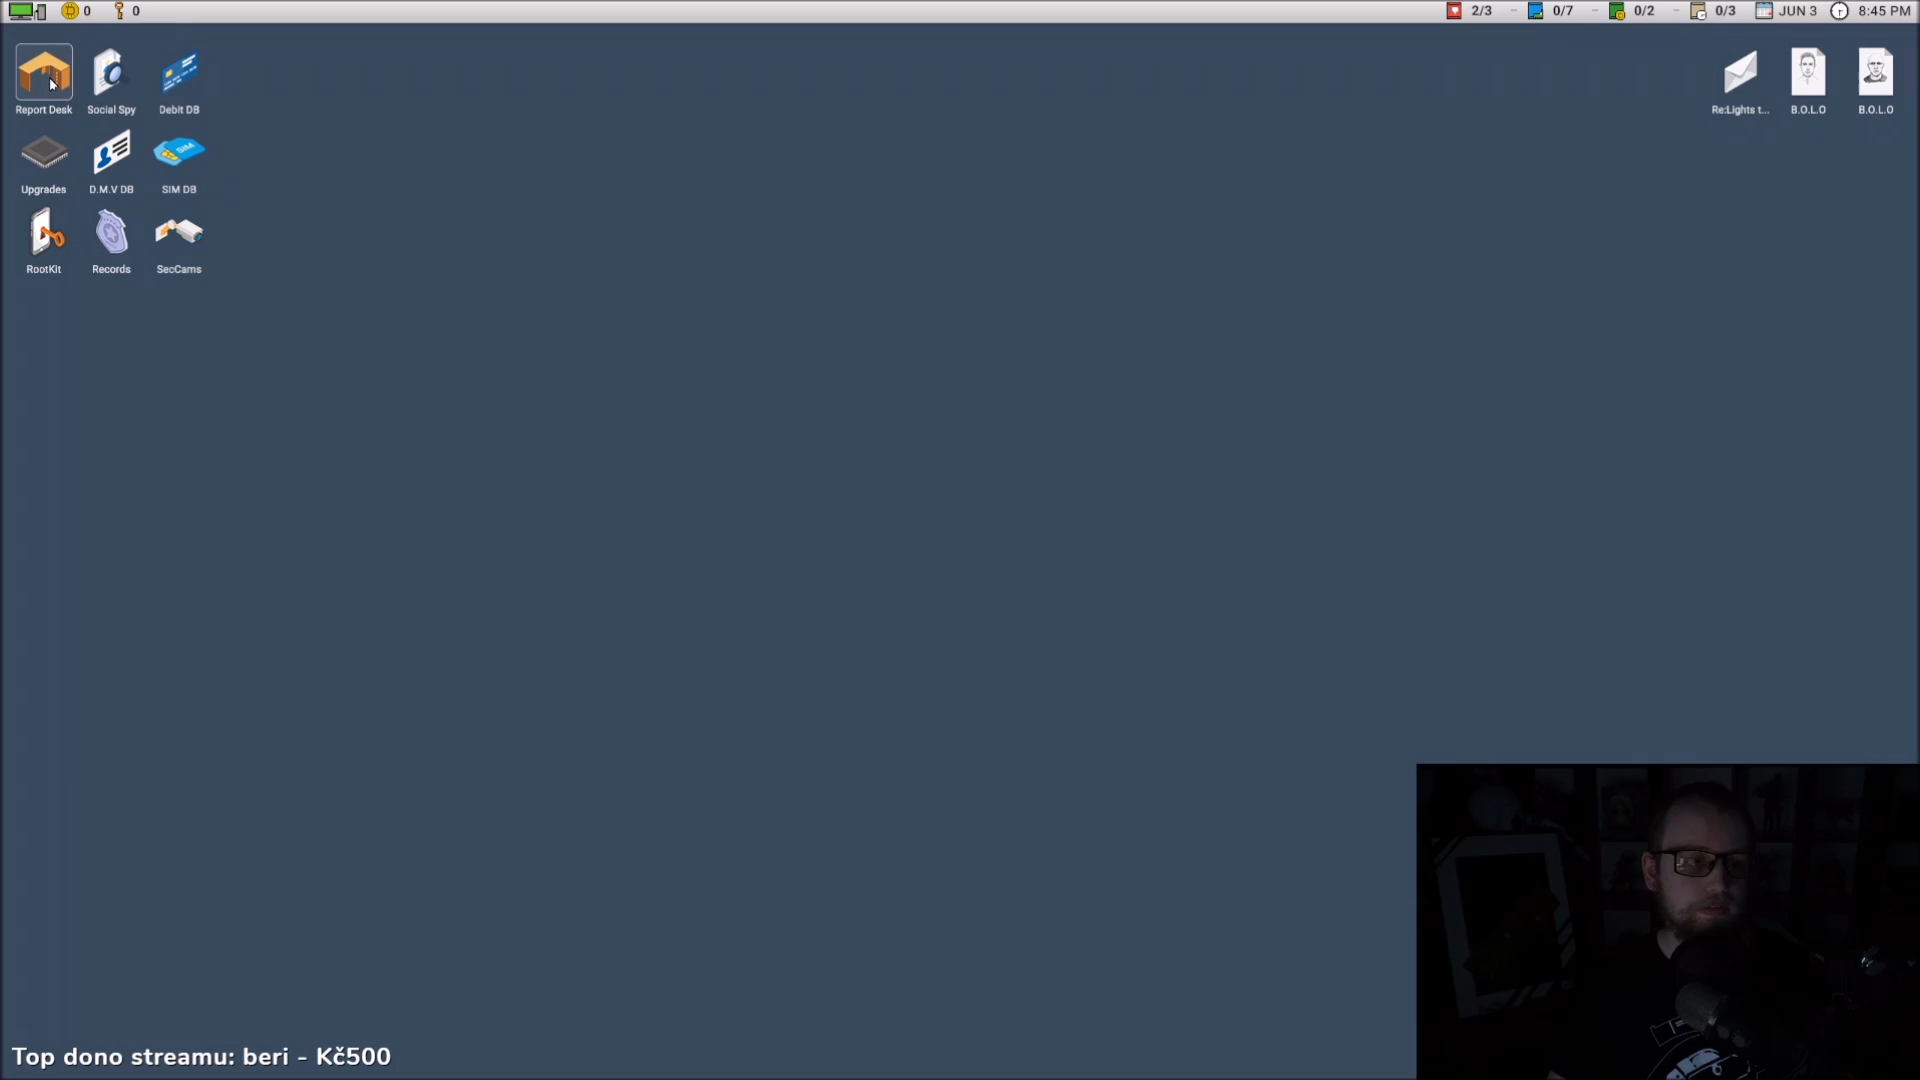 0 0 2/3 0/7 0/2 0/3 JUN 3 8:45 PM
Report Desk Social Spy Debit DB Re:Lights t... B.O.L.O B.O.L.O
Upgrades D.M.V DB SIM DB
SIM
RootKit Records SecCams
Top dono streamu: beri - Kč500